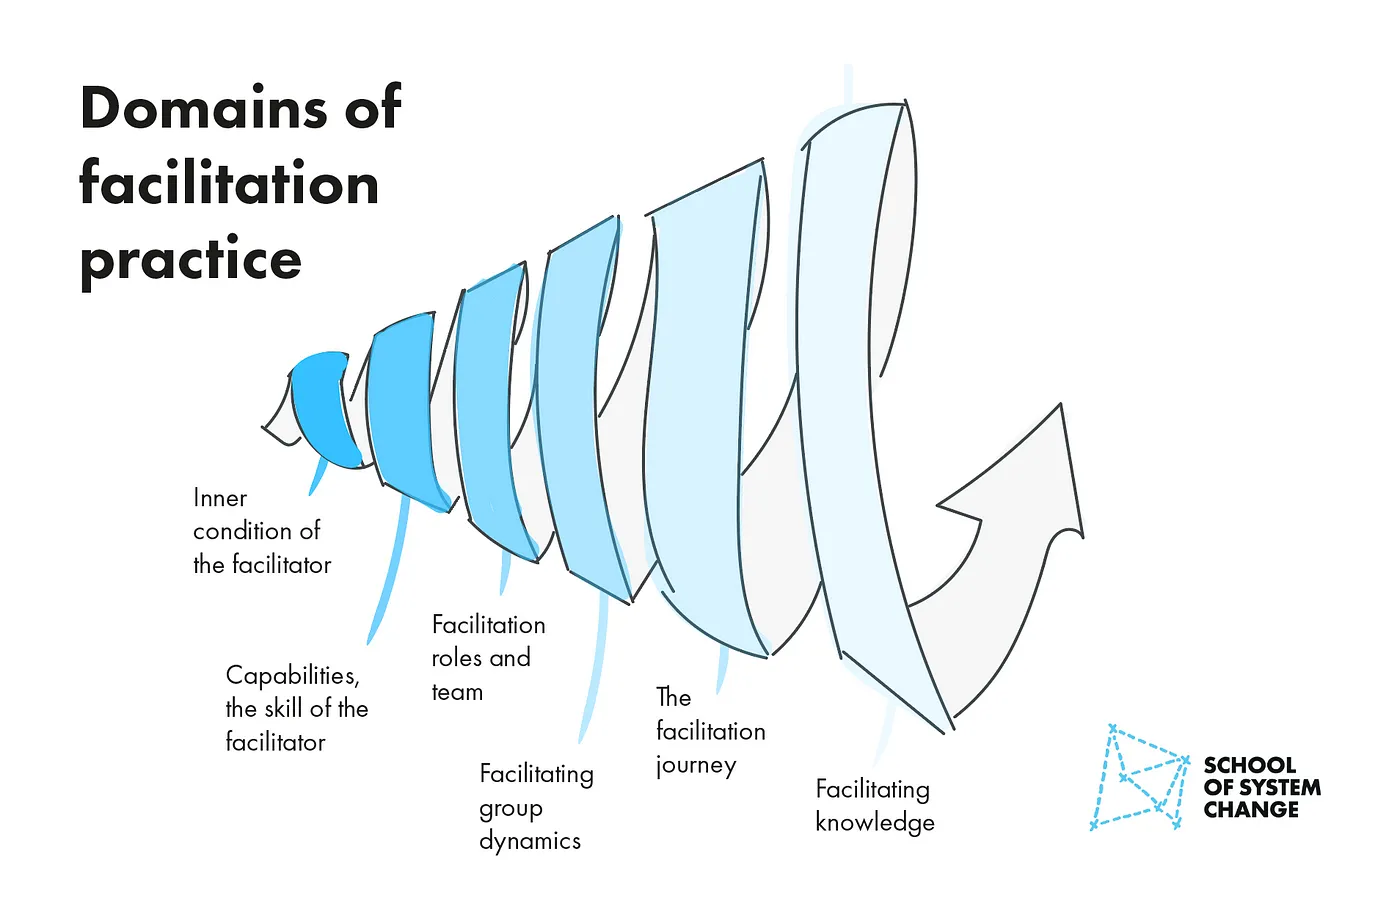 Domains of
facilitation
practice
Inner
condition of
the facilitator
Capabilities,
the skill of the
facilitator
Facilitation
roles and
team
Facilitating
group
dynamics
The
facilitation
journey
Facilitating
knowledge
SCHOOL
OF SYSTEM
CHANGE